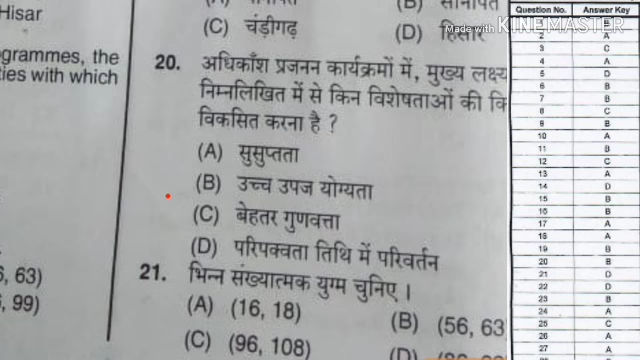 Hisar
grammes, the
ties with which
6, 63)
, 99)
(B) सोनीपत
(C) चंडीगढ़
(D) हिसार
20. अधिकाँश प्रजनन कार्यक्रमों में, मुख्य लक्ष्य
निम्नलिखित में से किन विशेषताओं की
विकसित करना है ?
(A) सुसुप्तता
(B) उच्च उपज योग्यता
(C) बेहतर गुणवत्ता
(D) परिपक्वता तिथि में परिवर्तन
21. भिन्न संख्यात्मक युग्म चुनिए ।
(A) (16, 18)
(B) (56, 63
(C) (96, 108)
(D)
Made with KINEMASTER
Question No. Answer Key
2 A
3 C
4 A
5 D
6 B
7 B
8 C
9 B
10 A
11 B
12 C
13 A
14 D
15 B
16 B
17 A
18 A
19 B
20 B
21 D
22 D
23 B
24 A
25 C
26 A
27 A